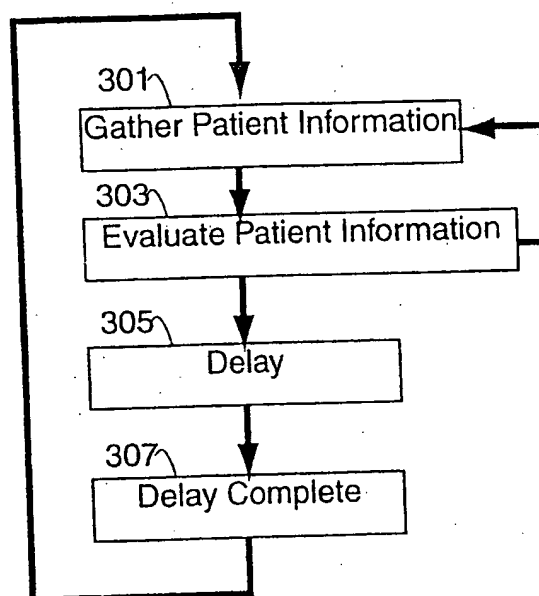 301
Gather Patient Information
303
Evaluate Patient Information
305
Delay
307
Delay Complete